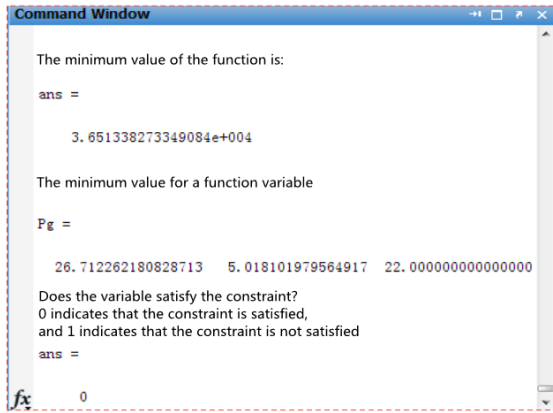 Command Window
The minimum value of the function is:
ans =
3.651338273349084e+004
The minimum value for a function variable
Pg =
26.712262180828713 5.018101979564917 22.000000000000000
Does the variable satisfy the constraint?
0 indicates that the constraint is satisfied,
and 1 indicates that the constraint is not satisfied
ans =
fx 0